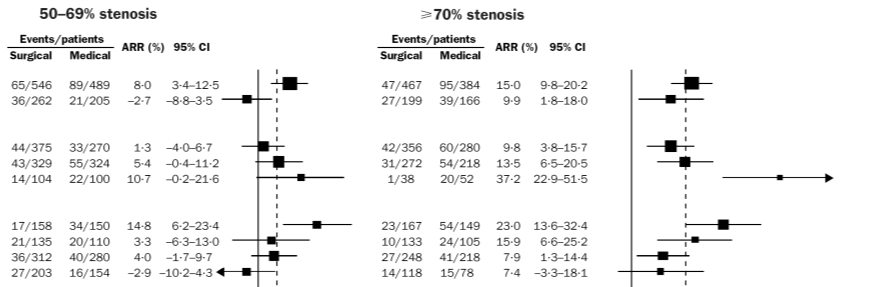 50–69% stenosis ⩾70% stenosis
Events/patients ARR (%) 95% CI Events/patients ARR (%) 95% CI
Surgical Medical Surgical Medical
65/546 89/489 8·0 3·4–12·5 47/467 95/384 15·0 9·8–20·2
36/262 21/205 –2·7 –8·8–3·5 27/199 39/166 9·9 1·8–18·0
44/375 33/270 1·3 –4·0–6·7 42/356 60/280 9·8 3·8–15·7
43/329 55/324 5·4 –0·4–11·2 31/272 54/218 13·5 6·5–20·5
14/104 22/100 10·7 –0·2–21·6 1/38 20/52 37·2 22·9–51·5
17/158 34/150 14·8 6·2–23·4 23/167 54/149 23·0 13·6–32·4
21/135 20/110 3·3 –6·3–13·0 10/133 24/105 15·9 6·6–25·2
36/312 40/280 4·0 –1·7–9·7 27/248 41/218 7·9 1·3–14·4
27/203 16/154 –2·9 –10·2–4·3 14/118 15/78 7·4 –3·3–18·1